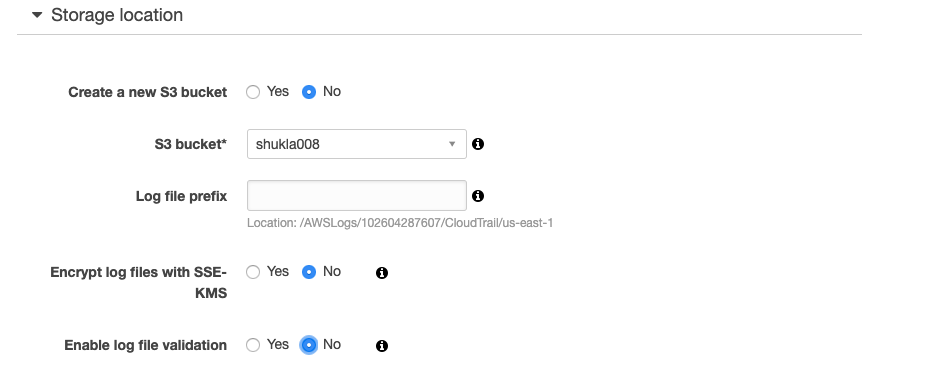 Storage location
Create a new S3 bucket Yes No
S3 bucket* shukla008
Log file prefix
Location: /AWSLogs/102604287607/CloudTrail/us-east-1
Encrypt log files with SSE- Yes No
KMS
Enable log file validation Yes No